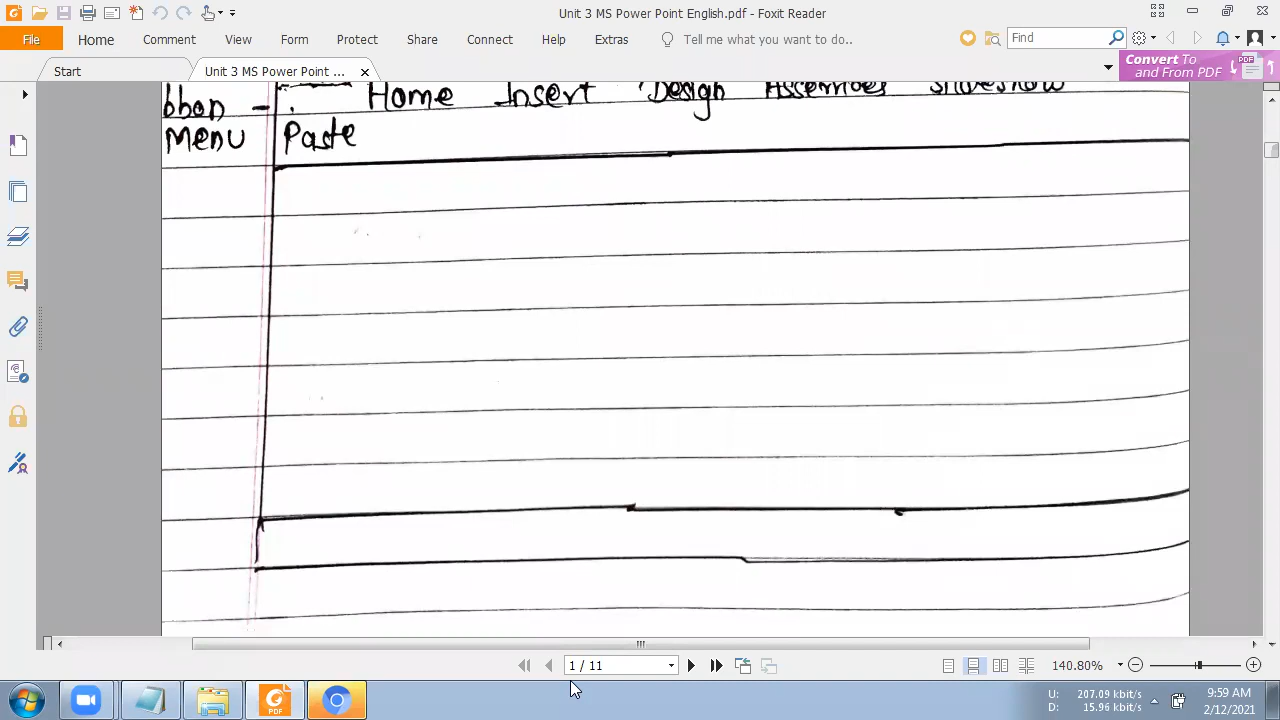 Unit 3 MS Power Point English.pdf - Foxit Reader
File Home Comment View Form Protect Share Connect Help Extras Tell me what you want to do.. Find
Start Unit 3 MS Power Point ... Convert To
and From PDF
bbon - Home Insert Design Slideshow
Menu Paste
1 / 11 140.80%
U: 207.09 kbit/s 9:59 AM
D: 15.96 kbit/s 2/12/2021